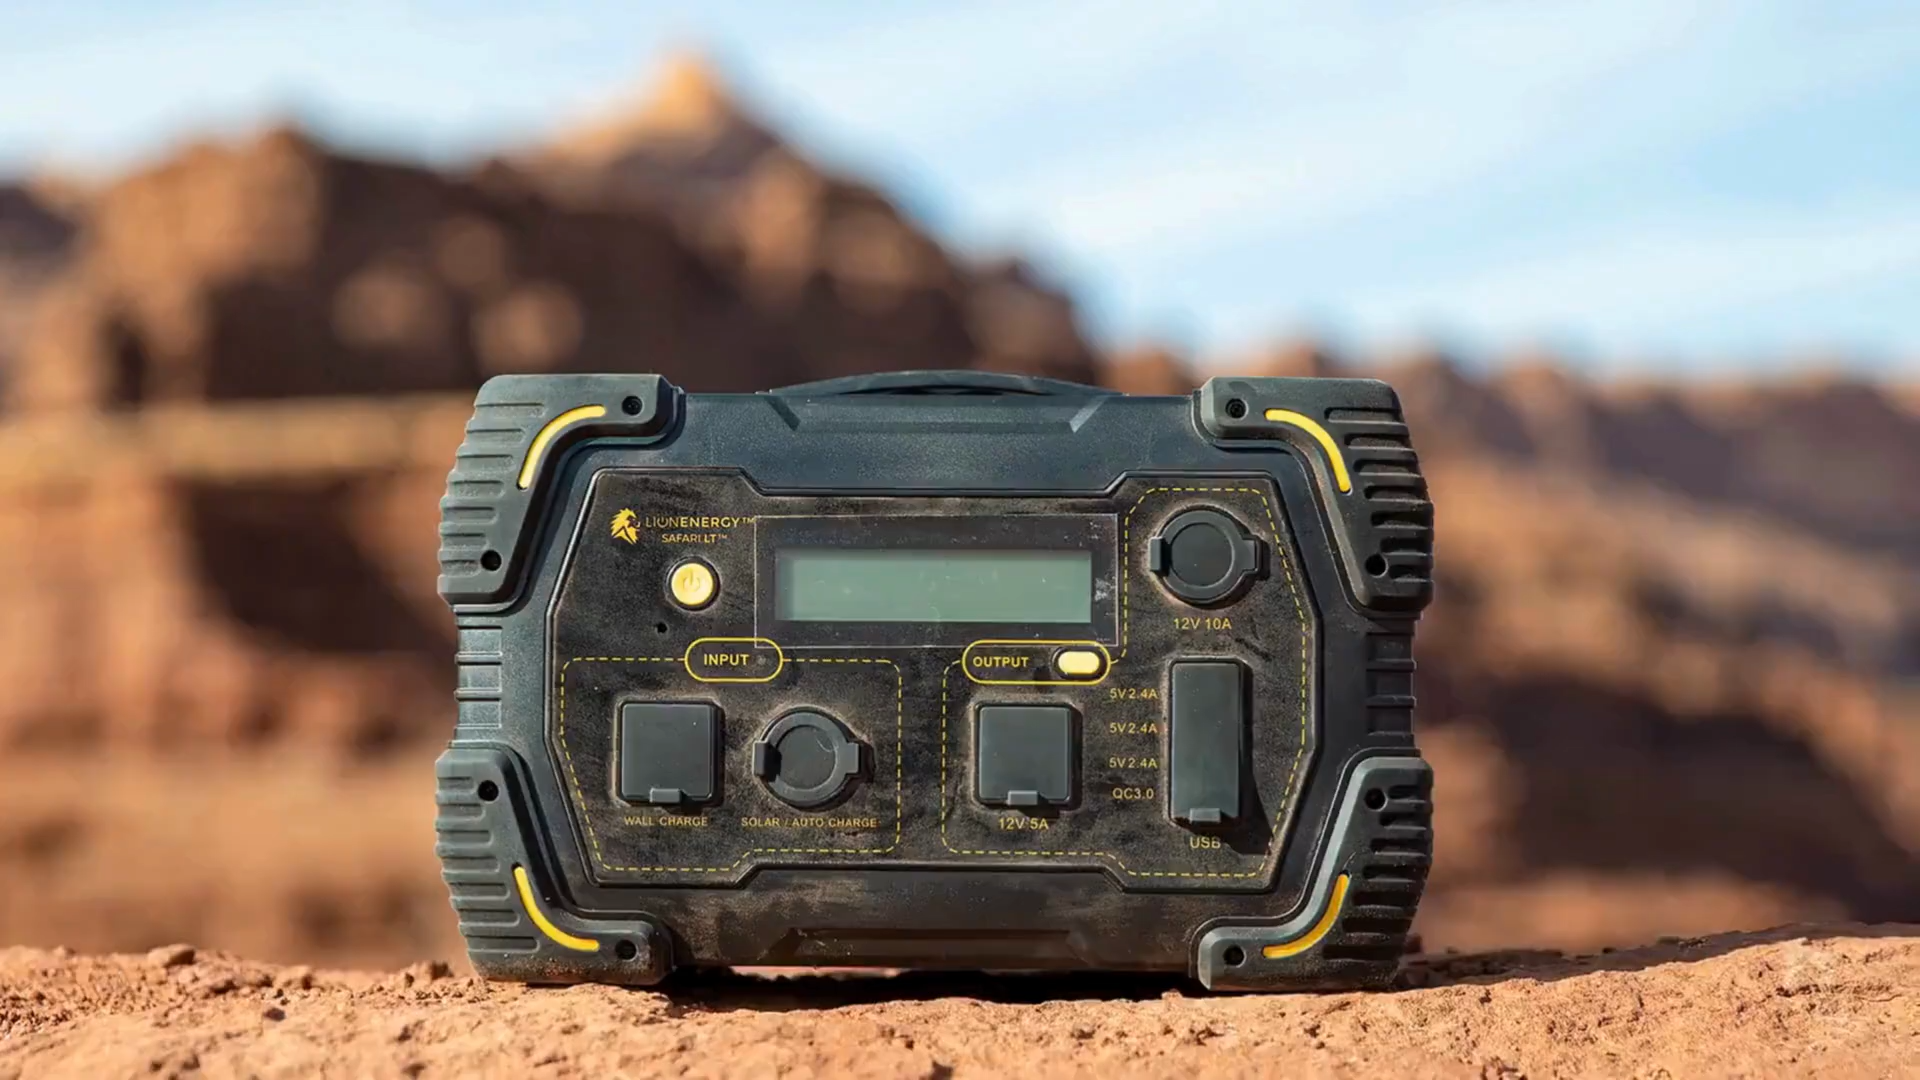 LIONENERGY™
SAFARI LT™
INPUT
WALL CHARGE
SOLAR / AUTO CHARGE
OUTPUT
12V 5A
12V 10A
5V 2.4A
5V 2.4A
5V 2.4A
QC3.0
USB